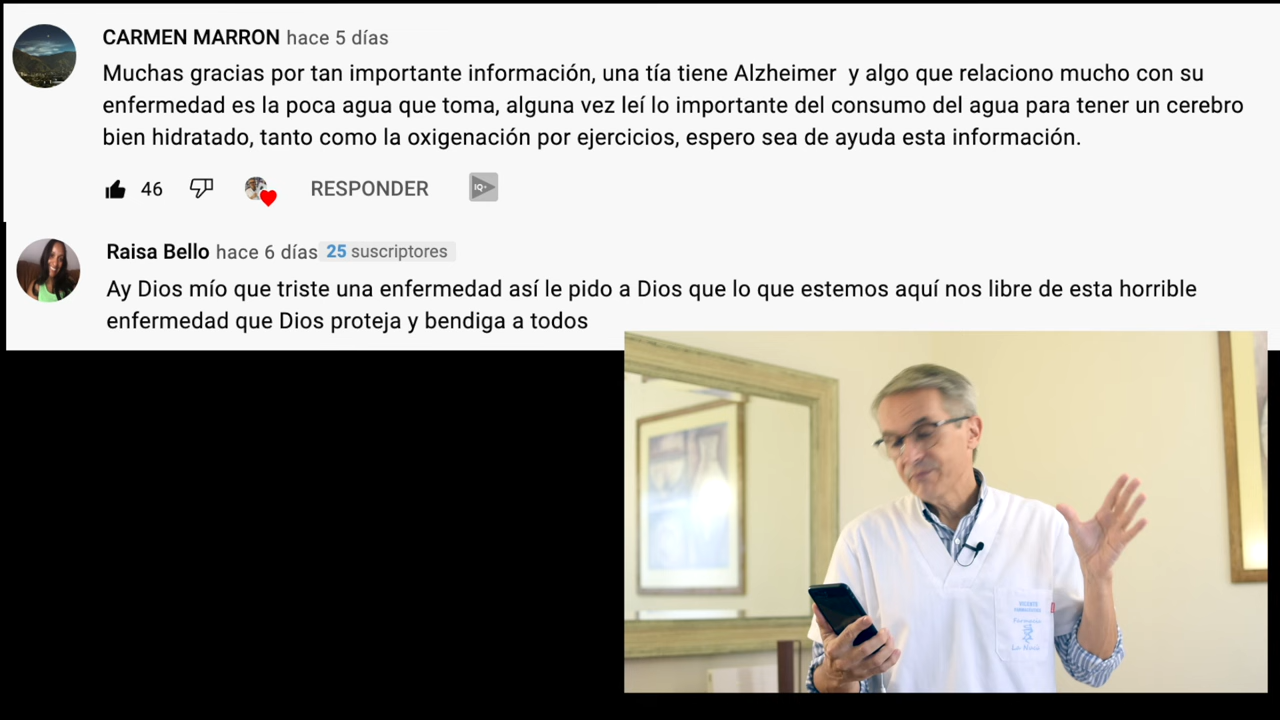 CARMEN MARRON hace 5 días
Muchas gracias por tan importante información, una tía tiene Alzheimer y algo que relaciono mucho con su
enfermedad es la poca agua que toma, alguna vez leí lo importante del consumo del agua para tener un cerebro
bien hidratado, tanto como la oxigenación por ejercicios, espero sea de ayuda esta información.
46 RESPONDER IQ+
Raisa Bello hace 6 días 25 suscriptores
Ay Dios mío que triste una enfermedad así le pido a Dios que lo que estemos aquí nos libre de esta horrible
enfermedad que Dios proteja y bendiga a todos
VICENTE
Farmacia